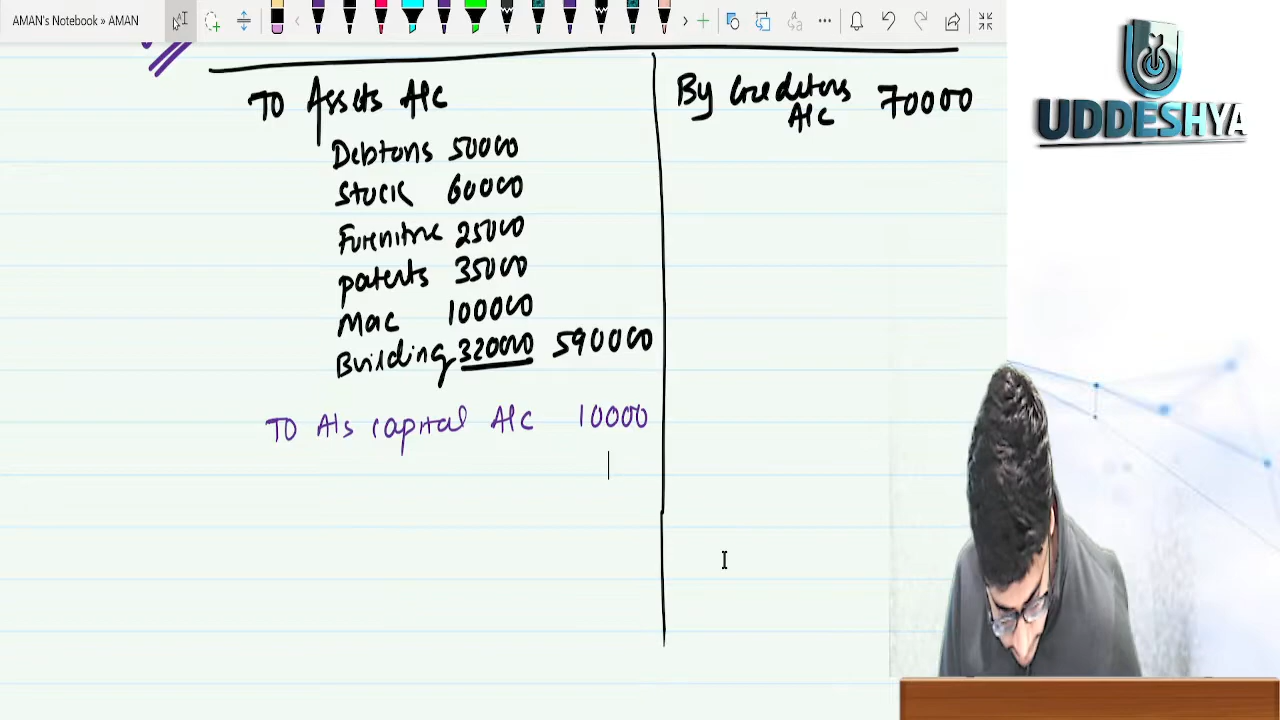 AMAN's Notebook » AMAN
UDDESHYA
To Assets A/c
Debtors 50000
Stock 60000
Furnitre 25000
patents 35000
Mac 100000
Building 320000 590000
To A's capital A/c 10000
By Creditors A/c 70000